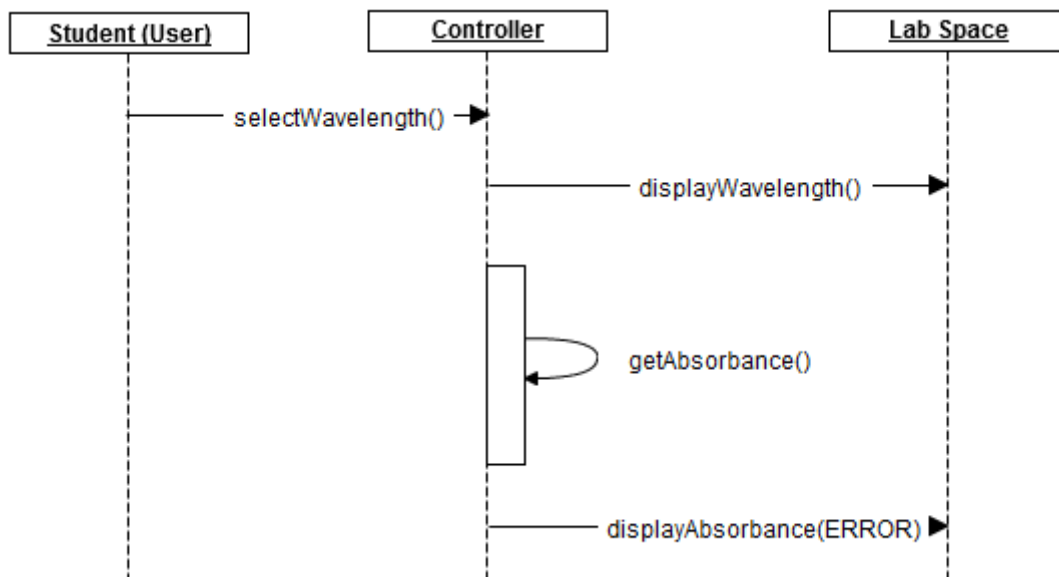 Student (User)
Controller
Lab Space
selectWavelength()
displayWavelength()
getAbsorbance()
displayAbsorbance(ERROR)